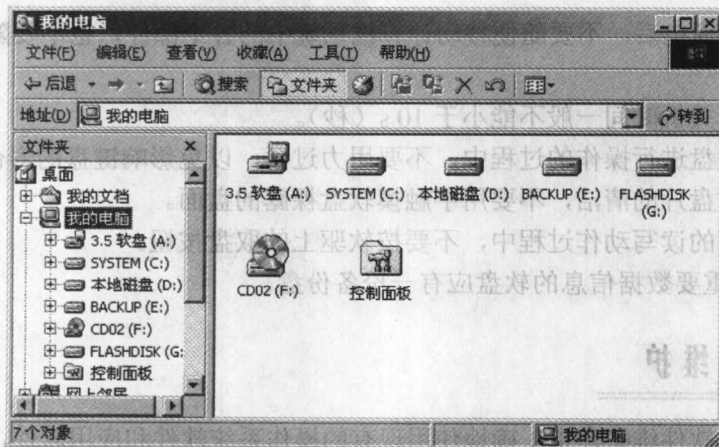 我的电脑
文件(F) 编辑(E) 查看(V) 收藏(A) 工具(T) 帮助(H)
后退 搜索 文件夹
地址(D) 我的电脑 转到
文件夹
桌面
我的文档
我的电脑
3.5 软盘 (A:)
SYSTEM (C:)
本地磁盘 (D:)
BACKUP (E:)
CD02 (F:)
FLASHDISK (G:
控制面板
网上邻居
3.5 软盘 (A:) SYSTEM (C:) 本地磁盘 (D:) BACKUP (E:) FLASHDISK (G:)
CD02 (F:) 控制面板
7 个对象 我的电脑